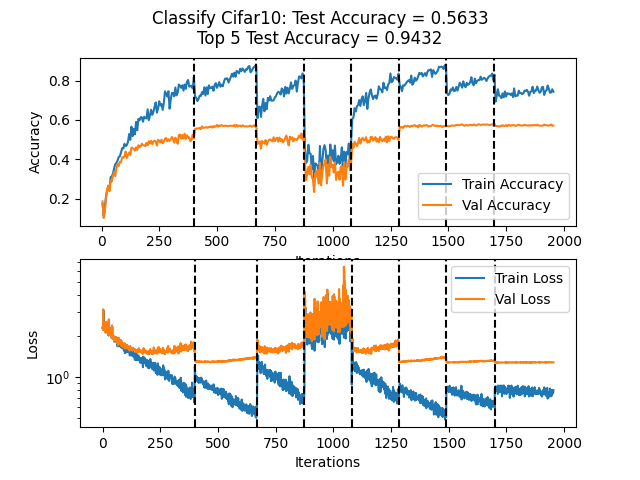 Classify Cifar10: Test Accuracy = 0.5633
Top 5 Test Accuracy = 0.9432
Accuracy
0.8
0.6
0.4
0.2
Train Accuracy
Val Accuracy
0 250 500 750 1000 1250 1500 1750 2000
Iterations
Loss
10⁰
Train Loss
Val Loss
0 250 500 750 1000 1250 1500 1750 2000
Iterations